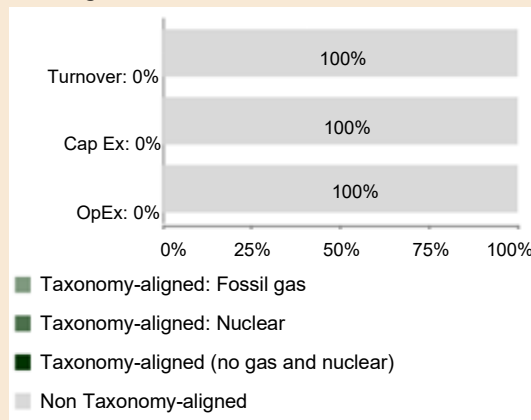 Turnover: 0%
100%
Cap Ex: 0%
100%
OpEx: 0%
100%
0% 25% 50% 75% 100%
Taxonomy-aligned: Fossil gas
Taxonomy-aligned: Nuclear
Taxonomy-aligned (no gas and nuclear)
Non Taxonomy-aligned